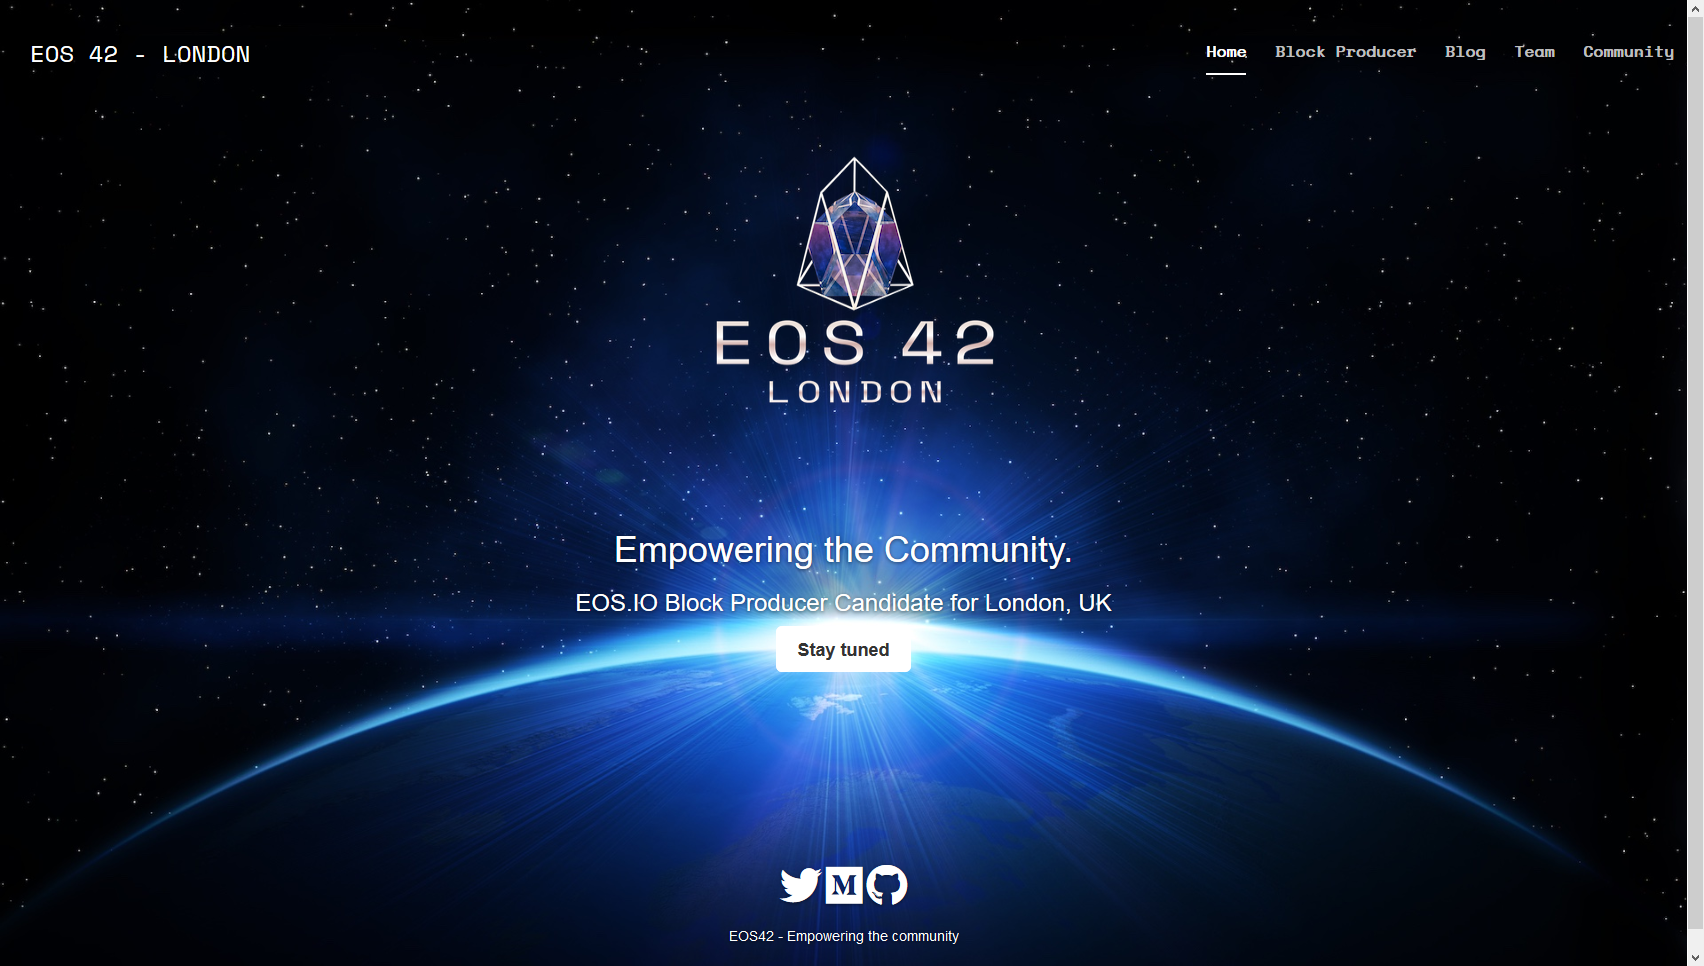 EOS 42 - LONDON
Home Block Producer Blog Team Community
EOS 42
LONDON
Empowering the Community.
EOS.IO Block Producer Candidate for London, UK
Stay tuned
M
EOS42 - Empowering the community